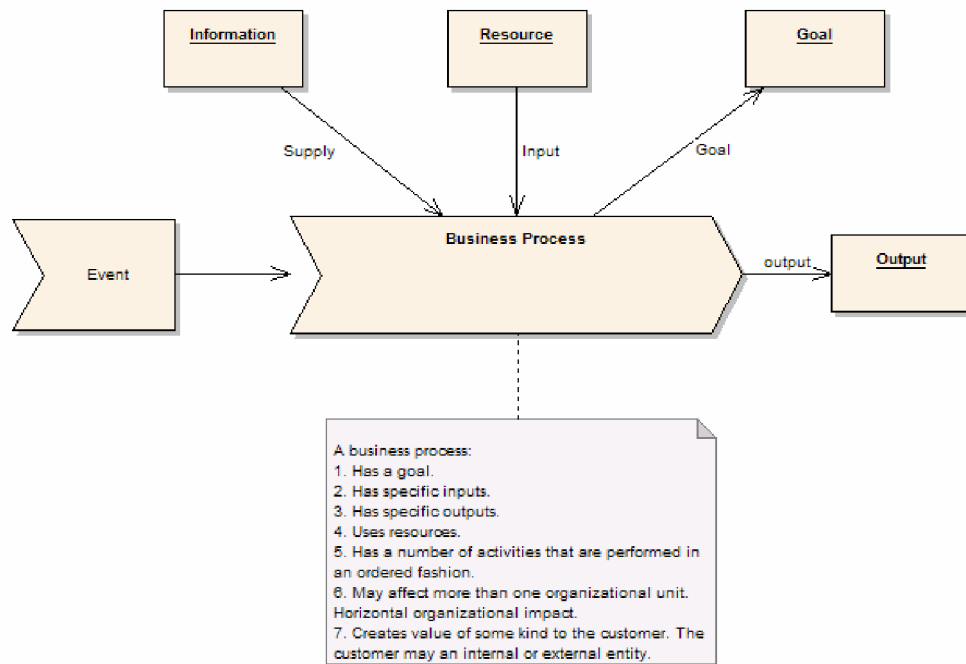 Information
Resource
Goal
Supply
Input
Goal
Event
Business Process
output
Output
A business process:
1. Has a goal.
2. Has specific inputs.
3. Has specific outputs.
4. Uses resources.
5. Has a number of activities that are performed in
an ordered fashion.
6. May affect more than one organizational unit.
Horizontal organizational impact.
7. Creates value of some kind to the customer. The
customer may an internal or external entity.